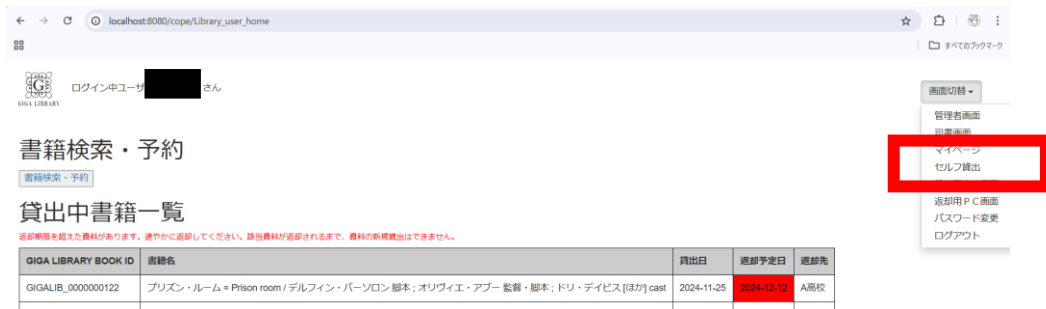 localhost:8080/cope/Library_user_home
すべてのブックマーク
GIGA LIBRARY
ログイン中ユーザ
さん
画面切替
管理者画面
司書画面
マイページ
セルフ貸出
返却用PC画面
パスワード変更
ログアウト
書籍検索・予約
書籍検索・予約
貸出中書籍一覧
返却期限を超えた資料があります。速やかに返却してください。該当資料が返却されるまで、資料の新規貸出はできません。
GIGA LIBRARY BOOK ID 書籍名 貸出日 返却予定日 返却先
GIGALIB_0000000122 プリズン・ルーム = Prison room / デルフィン・バーソロン 脚本 ; オリヴィエ・アブー 監督・脚本 ; ドリ・デイビス [ほか] cast 2024-11-25 2024-12-12 A高校